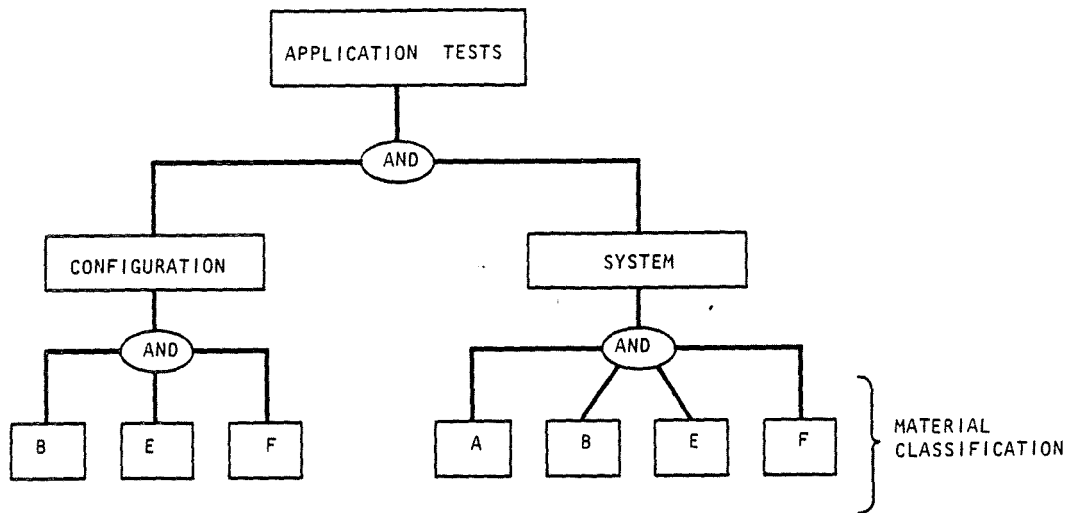 APPLICATION TESTS
AND
CONFIGURATION
SYSTEM
AND
AND
B E F
A B E F
MATERIAL
CLASSIFICATION